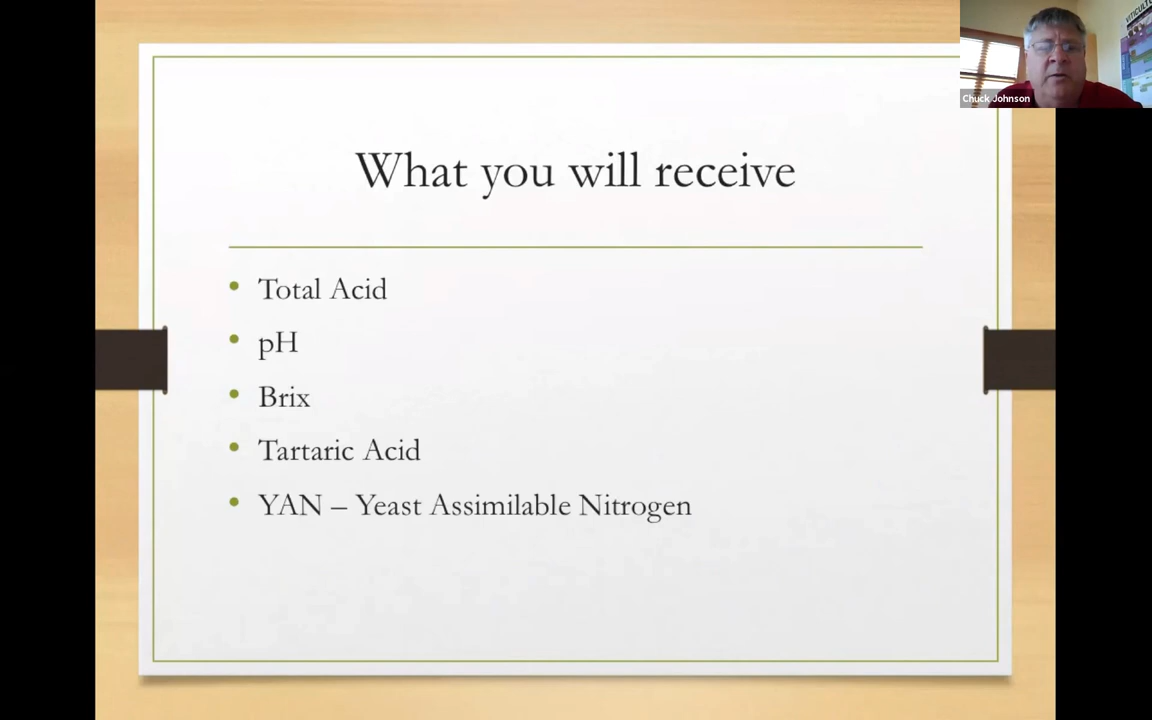 What you will receive
• Total Acid
• pH
• Brix
• Tartaric Acid
• YAN – Yeast Assimilable Nitrogen
Chuck Johnson